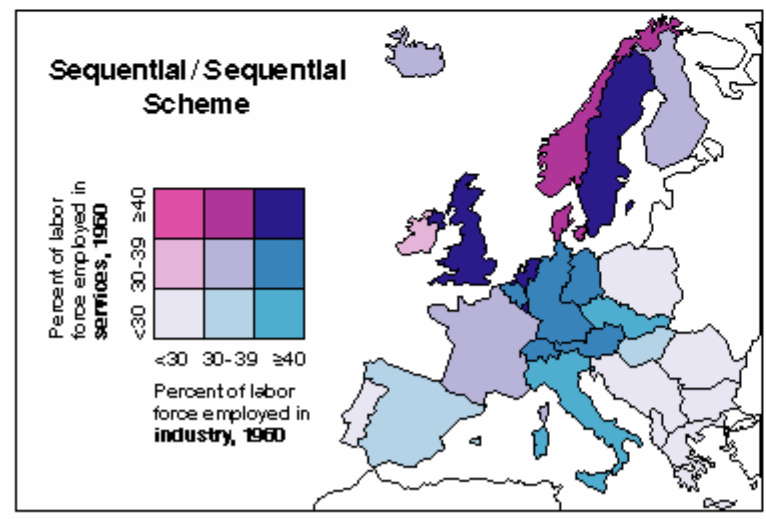 Sequential / Sequential
Scheme
Percent of labor
force employed in
services, 1960
≥40
30-39
<30
<30 30-39 ≥40
Percent of labor
force employed in
industry, 1960